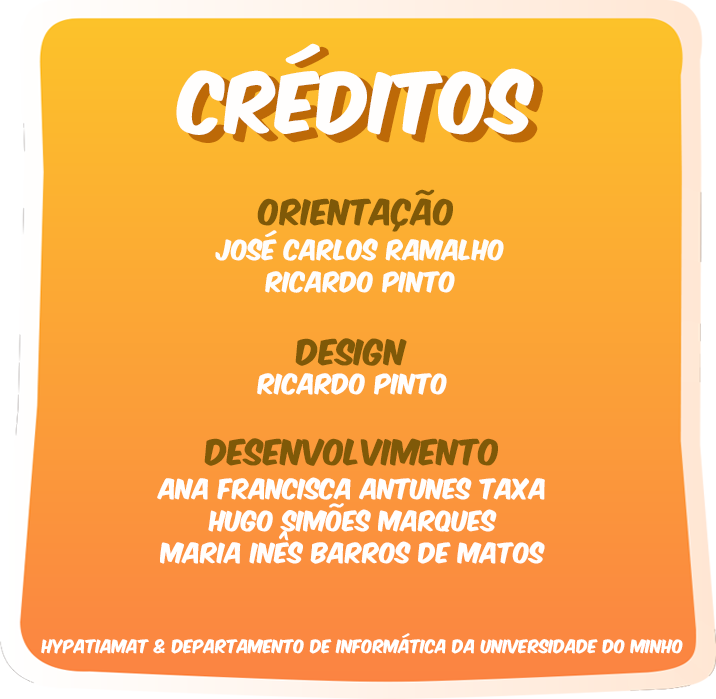 CRÉDITOS
ORIENTAÇÃO
JOSÉ CARLOS RAMALHO
RICARDO PINTO
DESIGN
RICARDO PINTO
DESENVOLVIMENTO
ANA FRANCISCA ANTUNES TAXA
HUGO SIMÕES MARQUES
MARIA INÊS BARROS DE MATOS
HYPATIAMAT & DEPARTAMENTO DE INFORMÁTICA DA UNIVERSIDADE DO MINHO